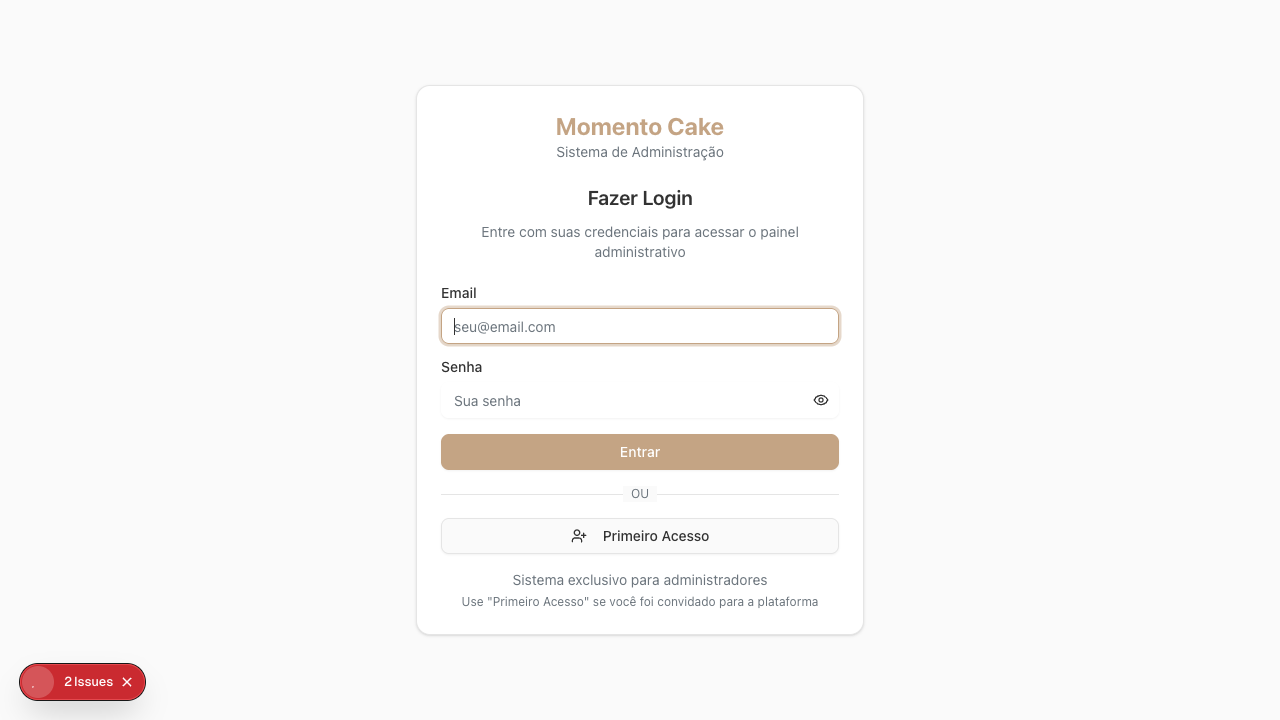 Momento Cake
Sistema de Administração
Fazer Login
Entre com suas credenciais para acessar o painel
administrativo
Email
seu@email.com
Senha
Sua senha
Entrar
OU
Primeiro Acesso
Sistema exclusivo para administradores
Use "Primeiro Acesso" se você foi convidado para a plataforma
2 Issues